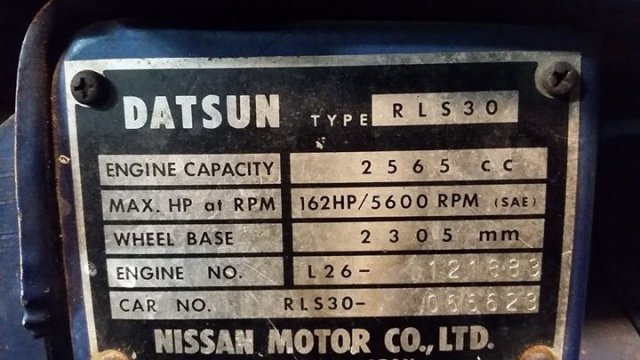 DATSUN TYPE RLS30
ENGINE CAPACITY 2565 cc
MAX. HP at RPM 162HP/5600 RPM (SAE)
WHEEL BASE 2305 mm
ENGINE NO. L26-
CAR NO. RLS30- 066623
NISSAN MOTOR CO., LTD.